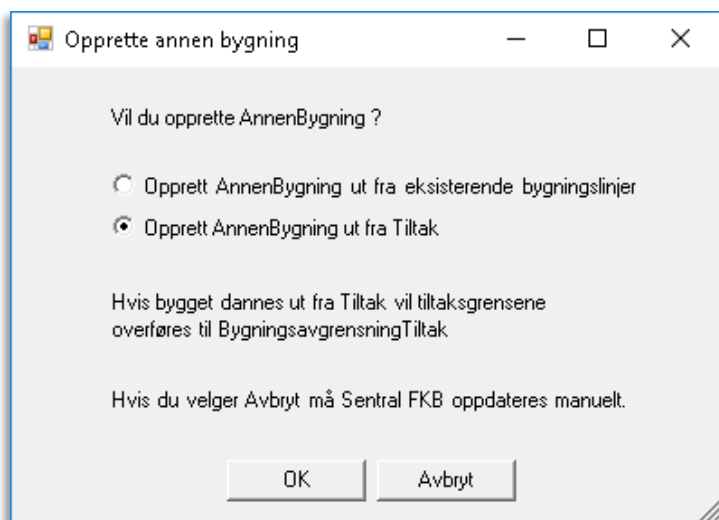 Opprette annen bygning
Vil du opprette AnnenBygning ?
Opprett AnnenBygning ut fra eksisterende bygningslinjer
Opprett AnnenBygning ut fra Tiltak
Hvis bygget dannes ut fra Tiltak vil tiltaksgrensene
overføres til BygningsavgrensningTiltak
Hvis du velger Avbryt må Sentral FKB oppdateres manuelt.
OK
Avbryt